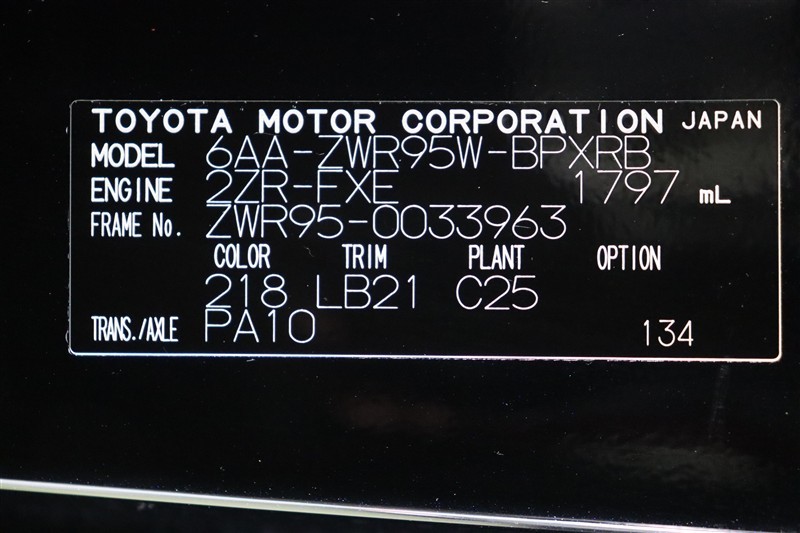 TOYOTA MOTOR CORPORATION JAPAN
MODEL 6AA-ZWR95W-BPXRB
ENGINE 2ZR-FXE 1797 mL
FRAME No. ZWR95-0033963
COLOR TRIM PLANT OPTION
218 LB21 C25
TRANS./AXLE PA10 134